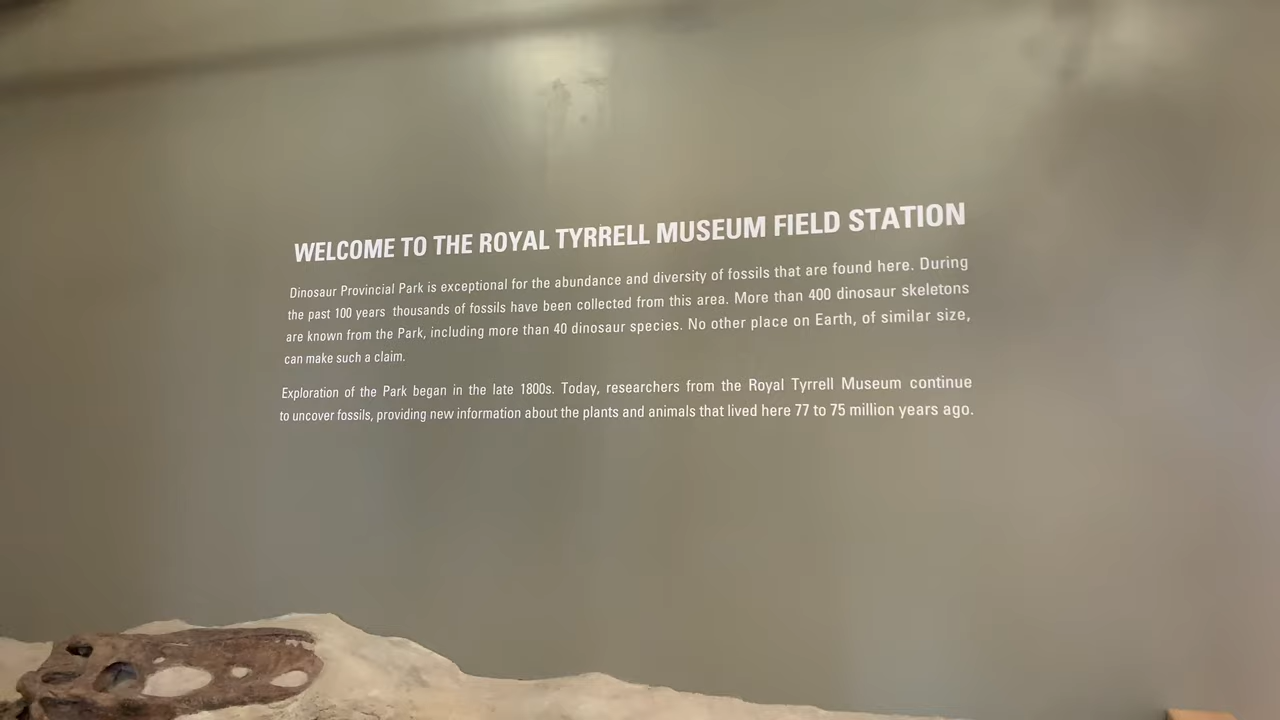 WELCOME TO THE ROYAL TYRRELL MUSEUM FIELD STATION
Dinosaur Provincial Park is exceptional for the abundance and diversity of fossils that are found here. During
the past 100 years thousands of fossils have been collected from this area. More than 400 dinosaur skeletons
are known from the Park, including more than 40 dinosaur species. No other place on Earth, of similar size,
can make such a claim.
Exploration of the Park began in the late 1800s. Today, researchers from the Royal Tyrrell Museum continue
to uncover fossils, providing new information about the plants and animals that lived here 77 to 75 million years ago.